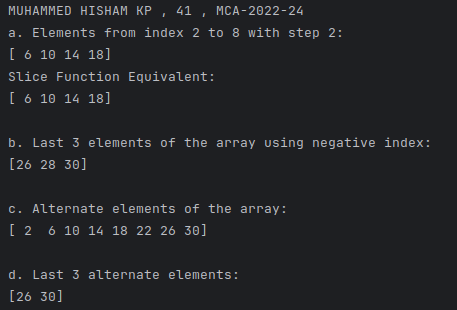 MUHAMMED HISHAM KP , 41 , MCA-2022-24
a. Elements from index 2 to 8 with step 2:
[ 6 10 14 18]
Slice Function Equivalent:
[ 6 10 14 18]
b. Last 3 elements of the array using negative index:
[26 28 30]
c. Alternate elements of the array:
[ 2  6 10 14 18 22 26 30]
d. Last 3 alternate elements:
[26 30]